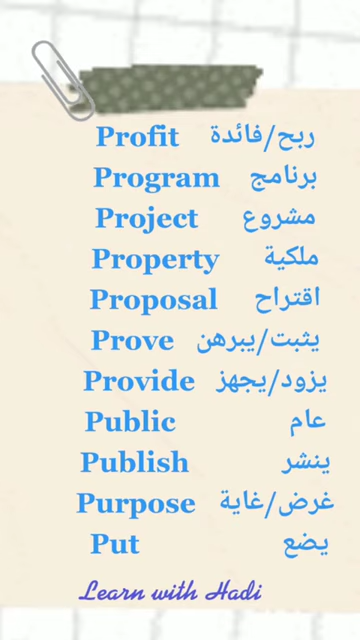 Profit ربح/فائدة
Program برنامج
Project مشروع
Property ملكية
Proposal اقتراح
Prove يثبت/يبرهن
Provide يزود/يجهز
Public عام
Publish ينشر
Purpose غرض/غاية
Put يضع
Learn with Hadi